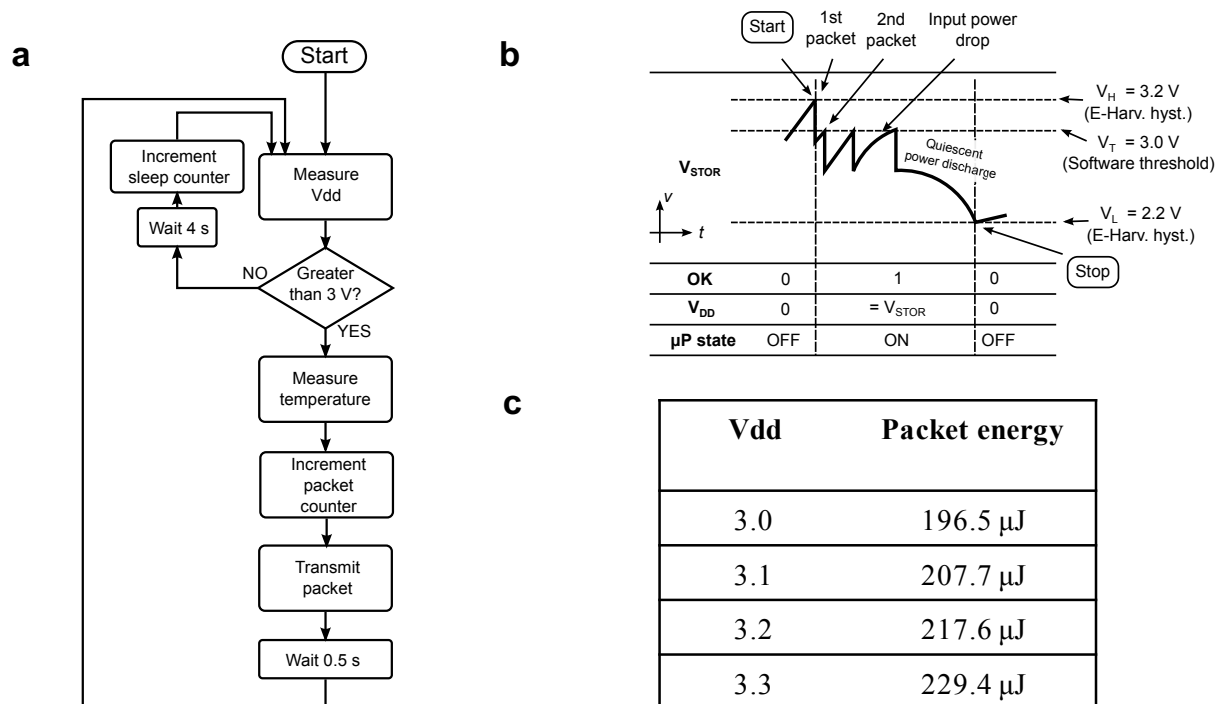 a
Start
Increment
sleep counter
Measure
Vdd
Wait 4 s
NO
Greater
than 3 V?
YES
Measure
temperature
Increment
packet
counter
Transmit
packet
Wait 0.5 s
b
Start
1st
packet
2nd
packet
Input power
drop
V_H = 3.2 V
(E-Harv. hyst.)
V_T = 3.0 V
(Software threshold)
Quiescent
power discharge
V_STOR
v
t
V_L = 2.2 V
(E-Harv. hyst.)
Stop
OK 0 1 0
V_DD 0 = V_STOR 0
µP state OFF ON OFF
c
Vdd Packet energy
3.0 196.5 µJ
3.1 207.7 µJ
3.2 217.6 µJ
3.3 229.4 µJ